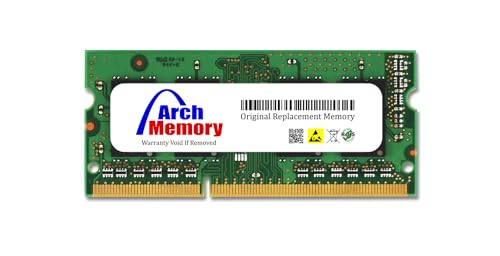 Arch
Memory
Warranty Void If Removed
Original Replacement Memory